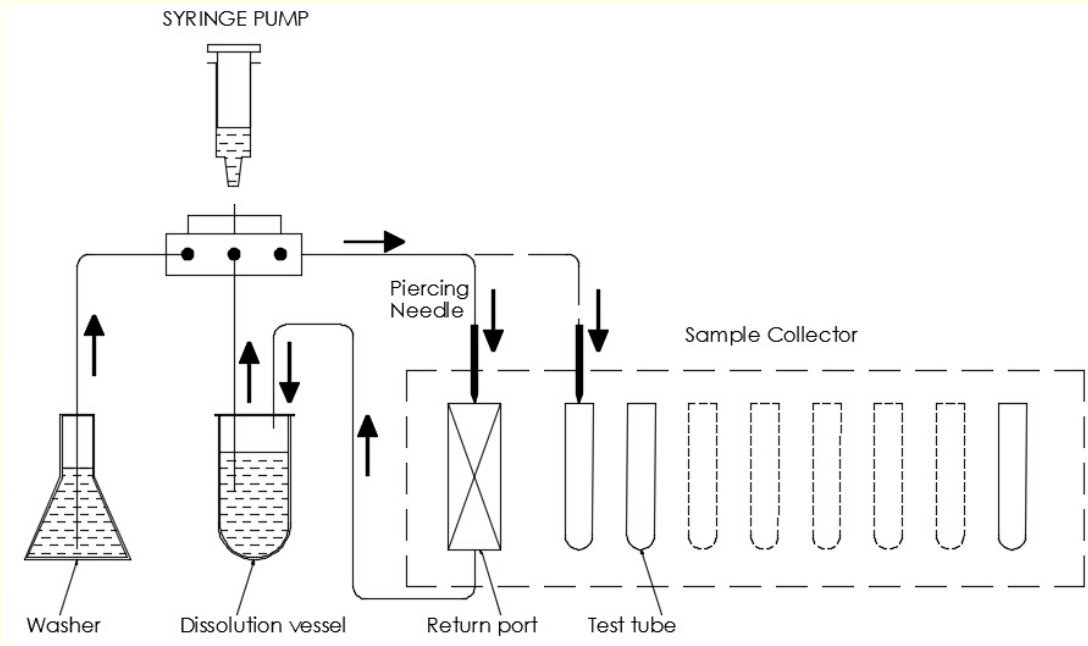 SYRINGE PUMP
Piercing
Needle
Sample Collector
Washer
Dissolution vessel
Return port
Test tube